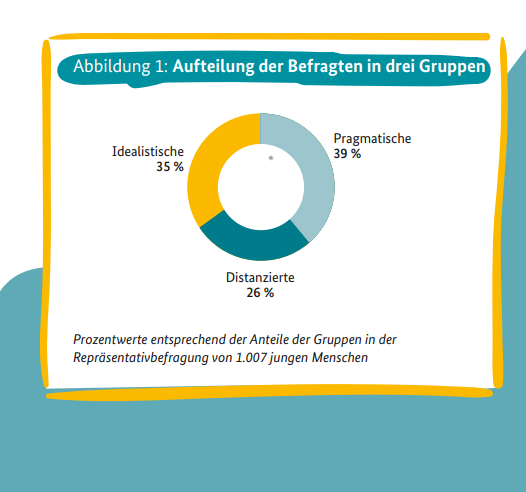 Abbildung 1: Aufteilung der Befragten in drei Gruppen
Idealistische
35 %
Pragmatische
39 %
Distanzierte
26 %
Prozentwerte entsprechend der Anteile der Gruppen in der
Repräsentativbefragung von 1.007 jungen Menschen